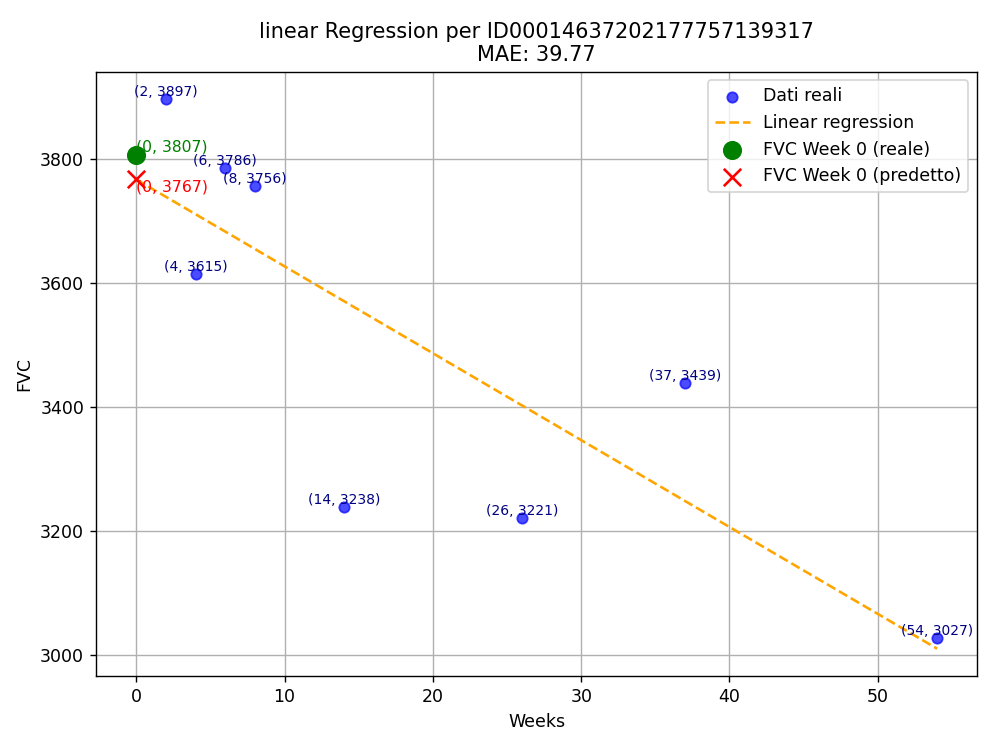 linear Regression per ID00014637202177757139317
MAE: 39.77
Dati reali
Linear regression
FVC Week 0 (reale)
FVC Week 0 (predetto)
(2, 3897)
(0, 3807)
(6, 3786)
(8, 3756)
(0, 3767)
(4, 3615)
(37, 3439)
(14, 3238)
(26, 3221)
(54, 3027)
FVC
3800
3600
3400
3200
3000
0 10 20 30 40 50
Weeks